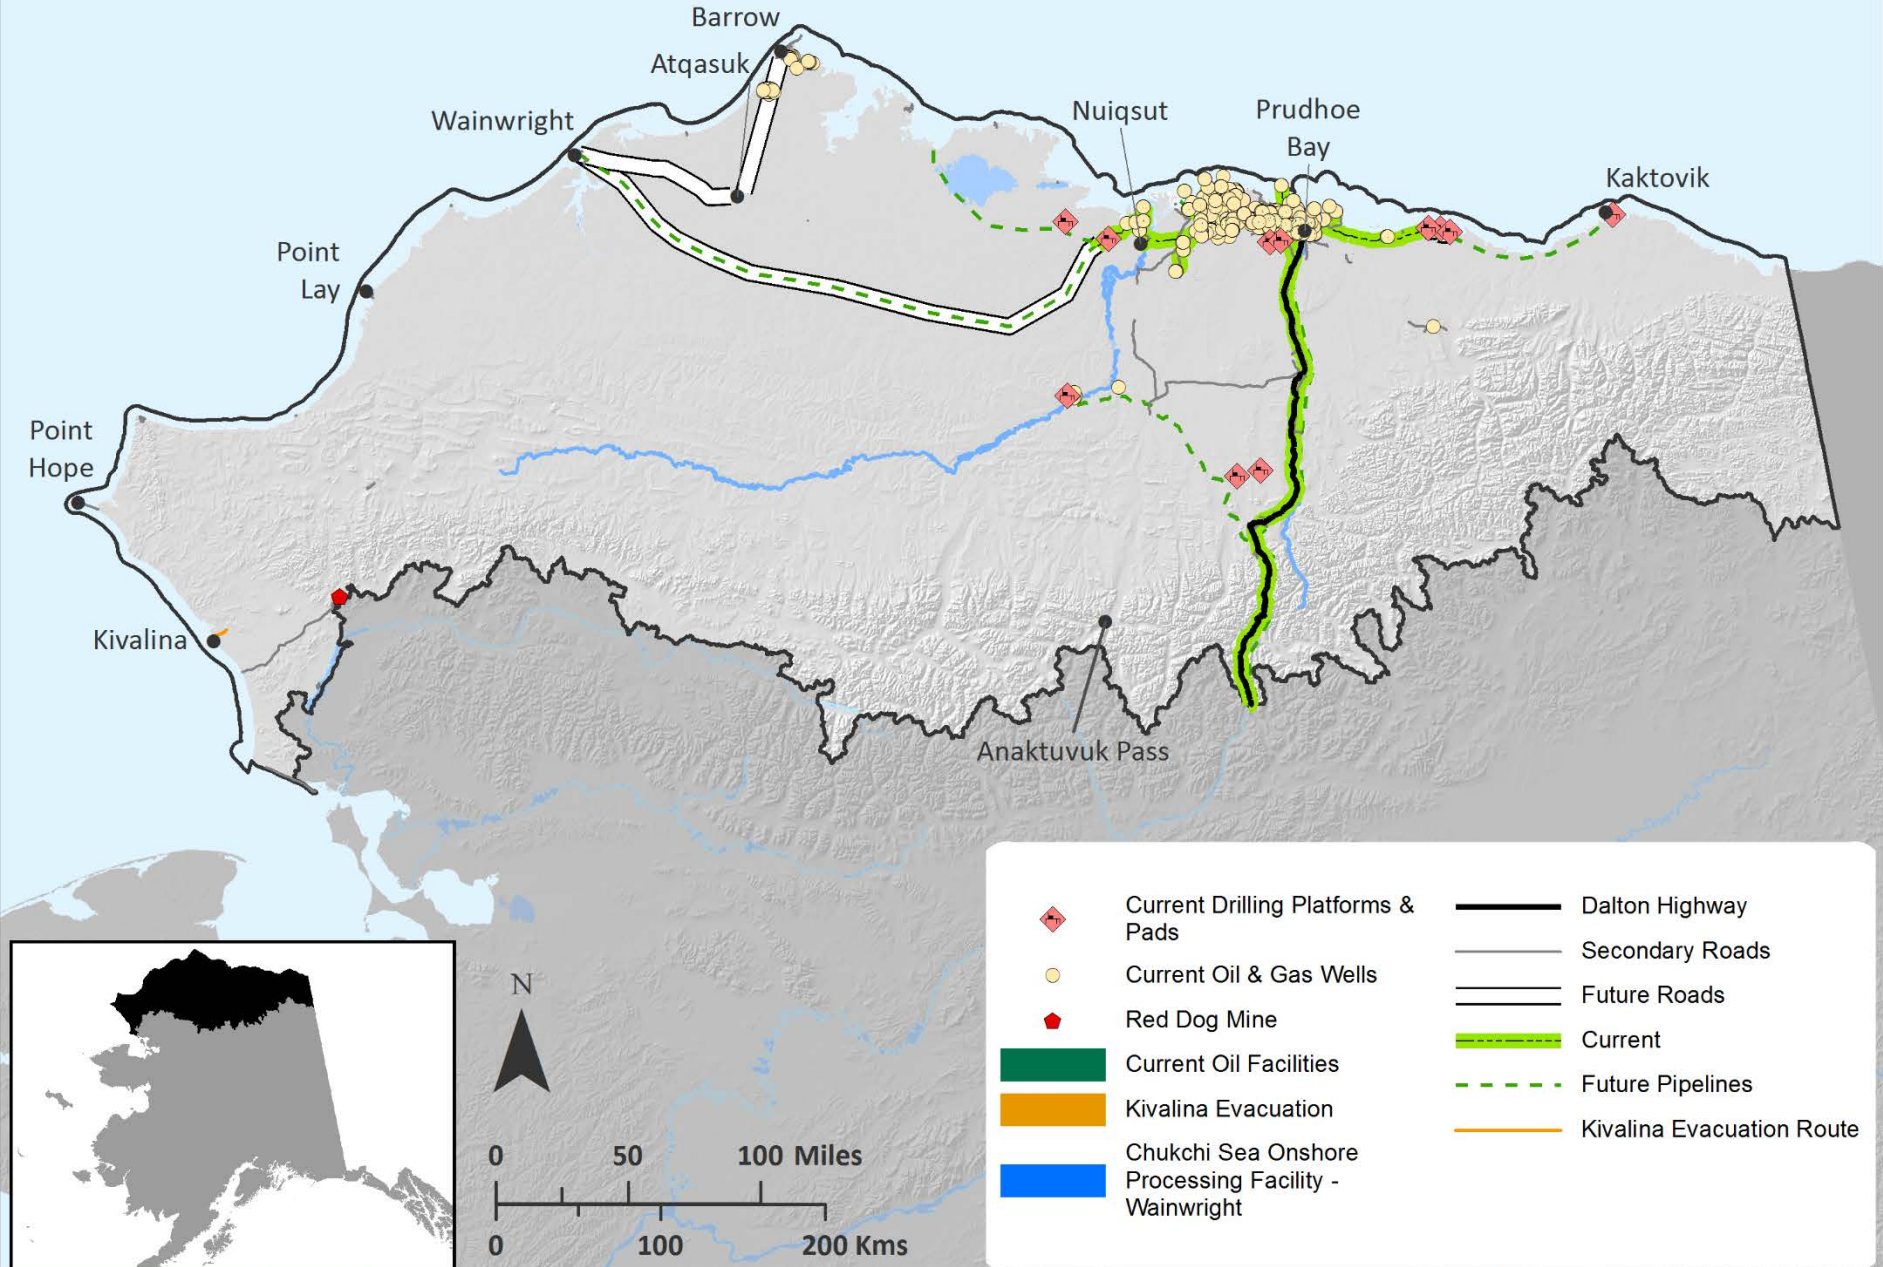 Barrow
Atqasuk
Wainwright
Nuiqsut
Prudhoe
Bay
Kaktovik
Point
Lay
Point
Hope
Kivalina
Anaktuvuk Pass
N
0 50 100 Miles
0 100 200 Kms
Current Drilling Platforms &
Pads
Current Oil & Gas Wells
Red Dog Mine
Current Oil Facilities
Kivalina Evacuation
Chukchi Sea Onshore
Processing Facility -
Wainwright
Dalton Highway
Secondary Roads
Future Roads
Current
Future Pipelines
Kivalina Evacuation Route